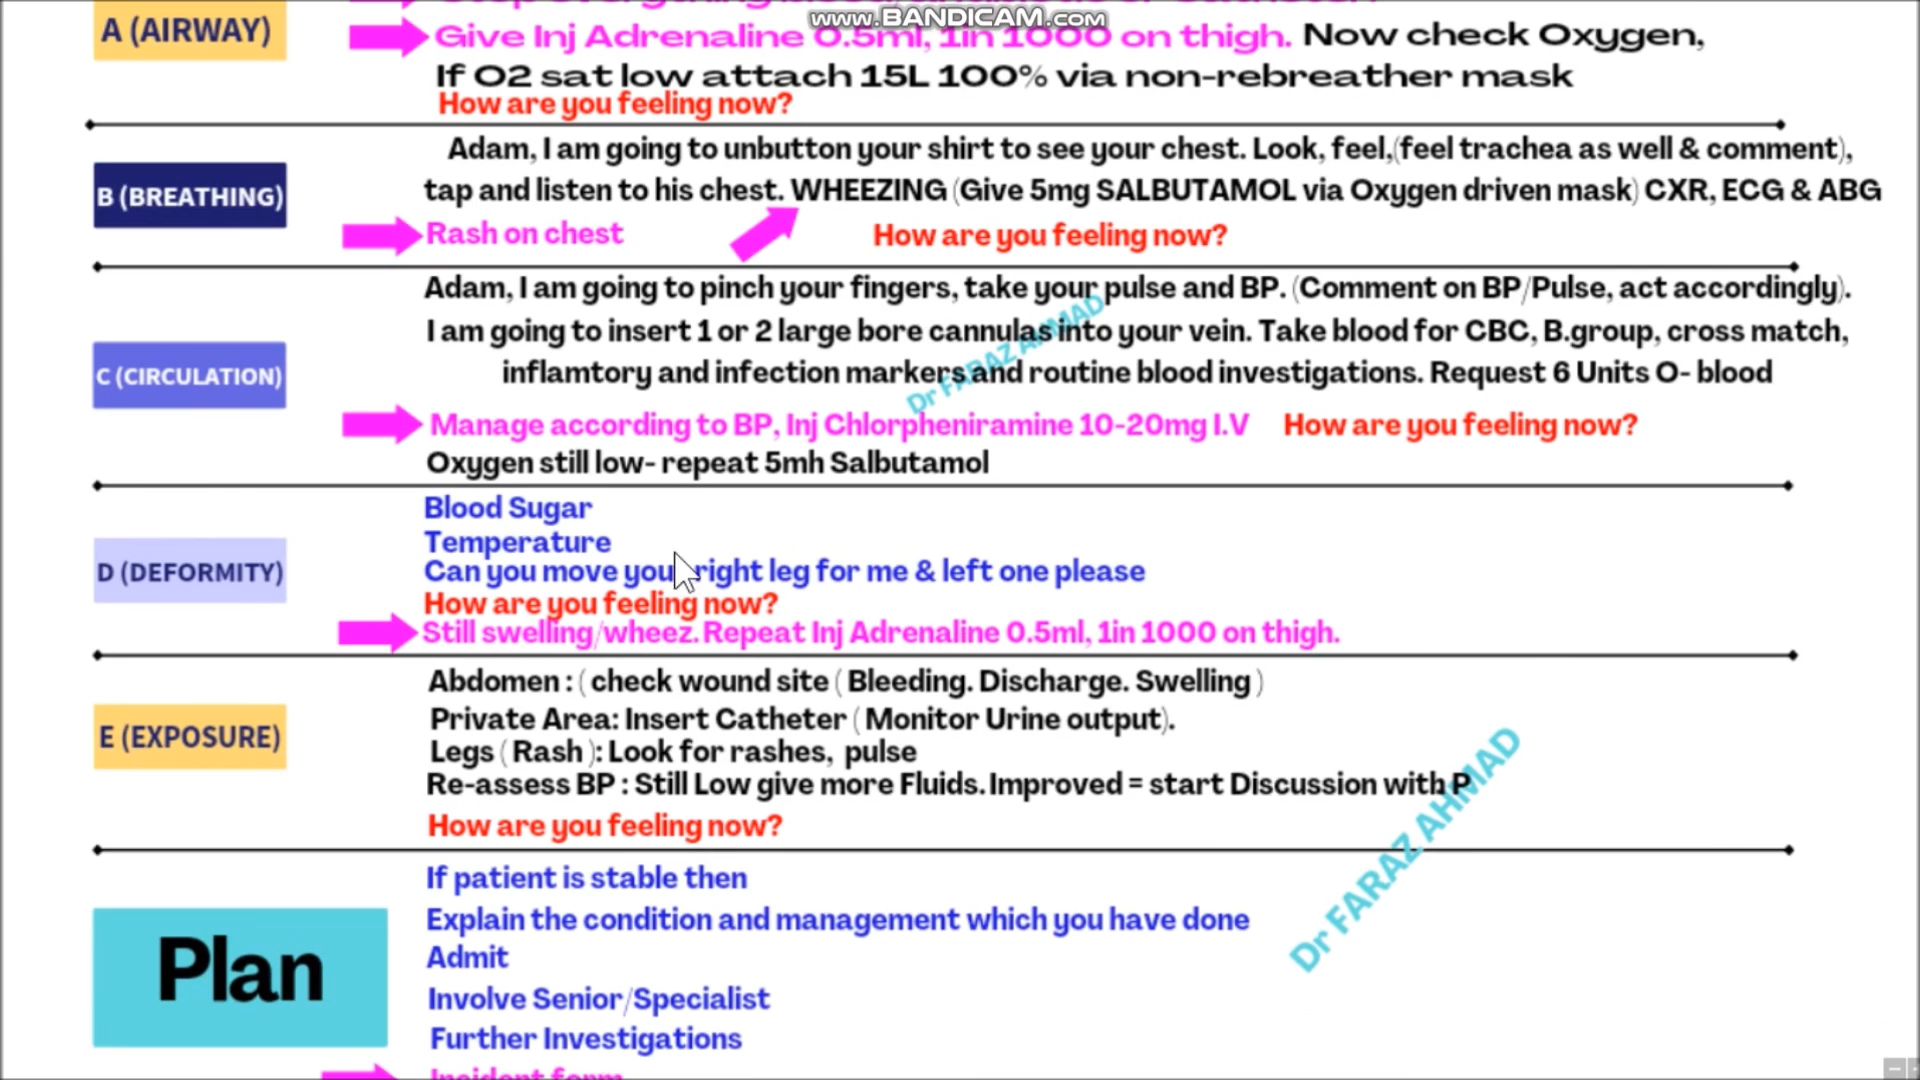 www.BANDICAM.com
A (AIRWAY)
Give Inj Adrenaline 0.5ml, 1in 1000 on thigh. Now check Oxygen,
If O2 sat low attach 15L 100% via non-rebreather mask
How are you feeling now?
Adam, I am going to unbutton your shirt to see your chest. Look, feel,(feel trachea as well & comment),
B (BREATHING)
tap and listen to his chest. WHEEZING (Give 5mg SALBUTAMOL via Oxygen driven mask) CXR, ECG & ABG
Rash on chest
How are you feeling now?
Adam, I am going to pinch your fingers, take your pulse and BP. (Comment on BP/Pulse, act accordingly).
I am going to insert 1 or 2 large bore cannulas into your vein. Take blood for CBC, B.group, cross match,
C (CIRCULATION)
inflamtory and infection markers and routine blood investigations. Request 6 Units O- blood
Dr FARAZ AHMAD
Manage according to BP, Inj Chlorpheniramine 10-20mg I.V How are you feeling now?
Oxygen still low- repeat 5mh Salbutamol
Blood Sugar
Temperature
D (DEFORMITY)
Can you move you right leg for me & left one please
How are you feeling now?
Still swelling/wheez. Repeat Inj Adrenaline 0.5ml, 1in 1000 on thigh.
Abdomen : ( check wound site ( Bleeding. Discharge. Swelling )
Private Area: Insert Catheter ( Monitor Urine output).
E (EXPOSURE)
Legs ( Rash ): Look for rashes, pulse
Re-assess BP : Still Low give more Fluids. Improved = start Discussion with P
How are you feeling now?
Dr FARAZ AHMAD
If patient is stable then
Explain the condition and management which you have done
Plan
Admit
Involve Senior/Specialist
Further Investigations
Incident form